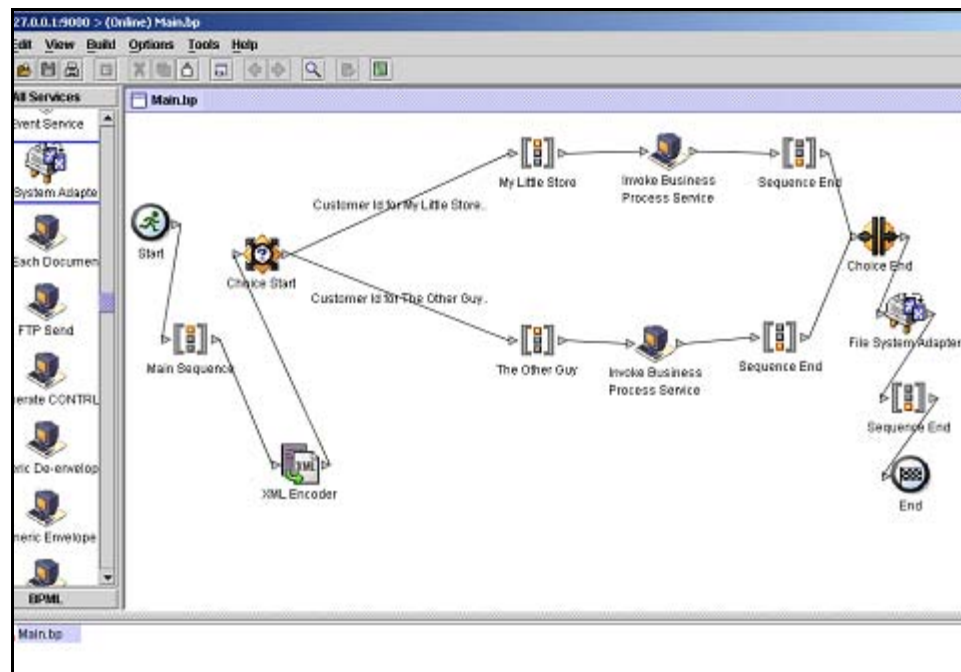 27.0.0.1:9000 > (Online) Main.bp
Edit View Build Options Tools Help
All Services
Main.bp
Event Service
System Adapte
Each Documen
FTP Send
erate CONTRL
eric De-envelop
neric Envelope
BPML
Start
Main Sequence
XML
XML Encoder
Choice Start
Customer Id for My Little Store..
Customer Id for The Other Guy..
My Little Store
Invoke Business
Process Service
Sequence End
The Other Guy
Invoke Business
Process Service
Sequence End
Choice End
File System Adapter
Sequence End
End
Main.bp